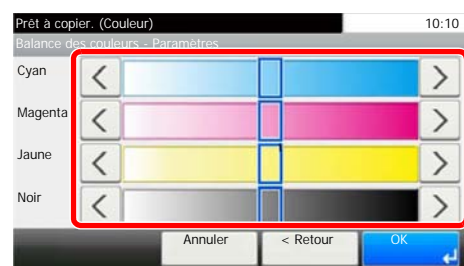 Prêt à copier. (Couleur) 10:10
Balance des couleurs - Paramètres
Cyan
Magenta
Jaune
Noir
Annuler < Retour OK